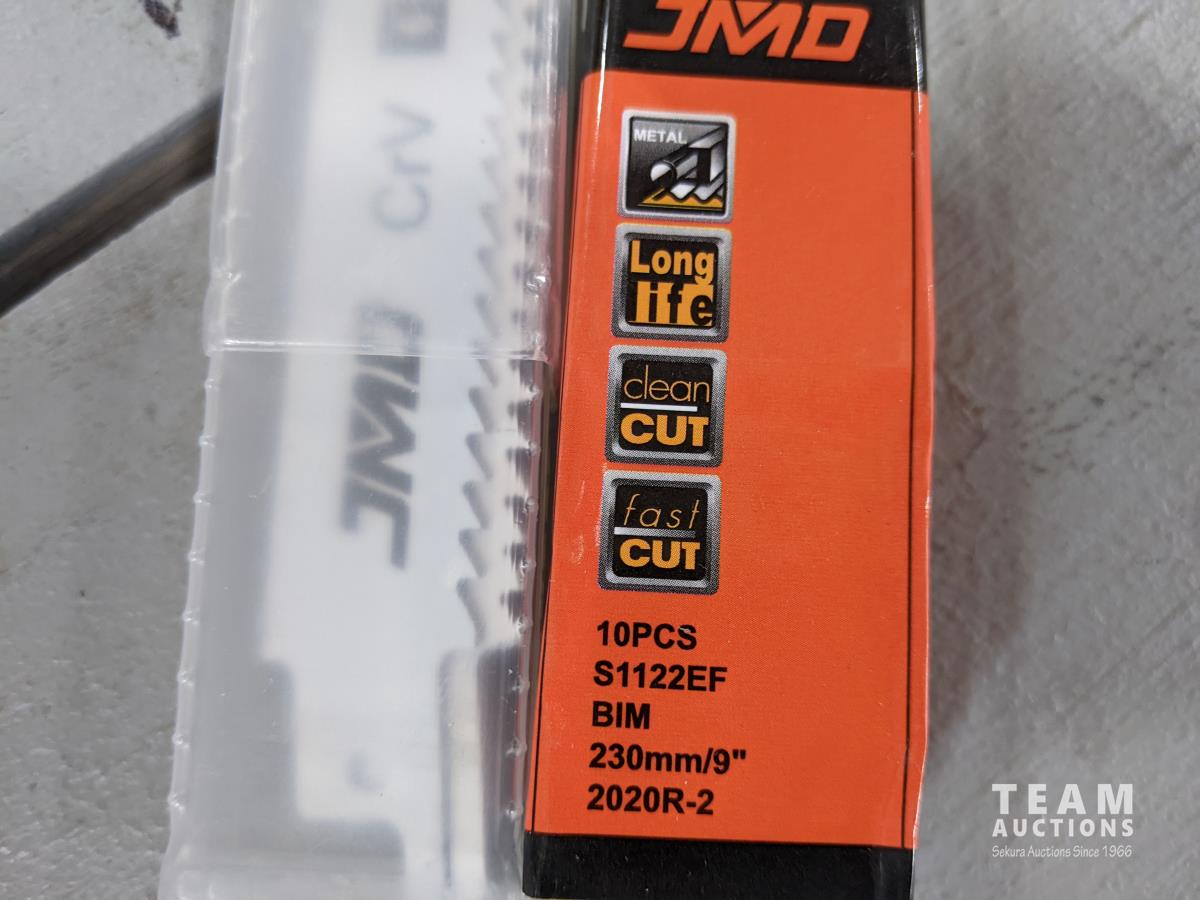 JMD
METAL
Long
life
clean
CUT
fast
CUT
10PCS
S1122EF
BIM
230mm/9"
2020R-2
JMD CrV
TEAM
AUCTIONS
Sekura Auctions Since 1966